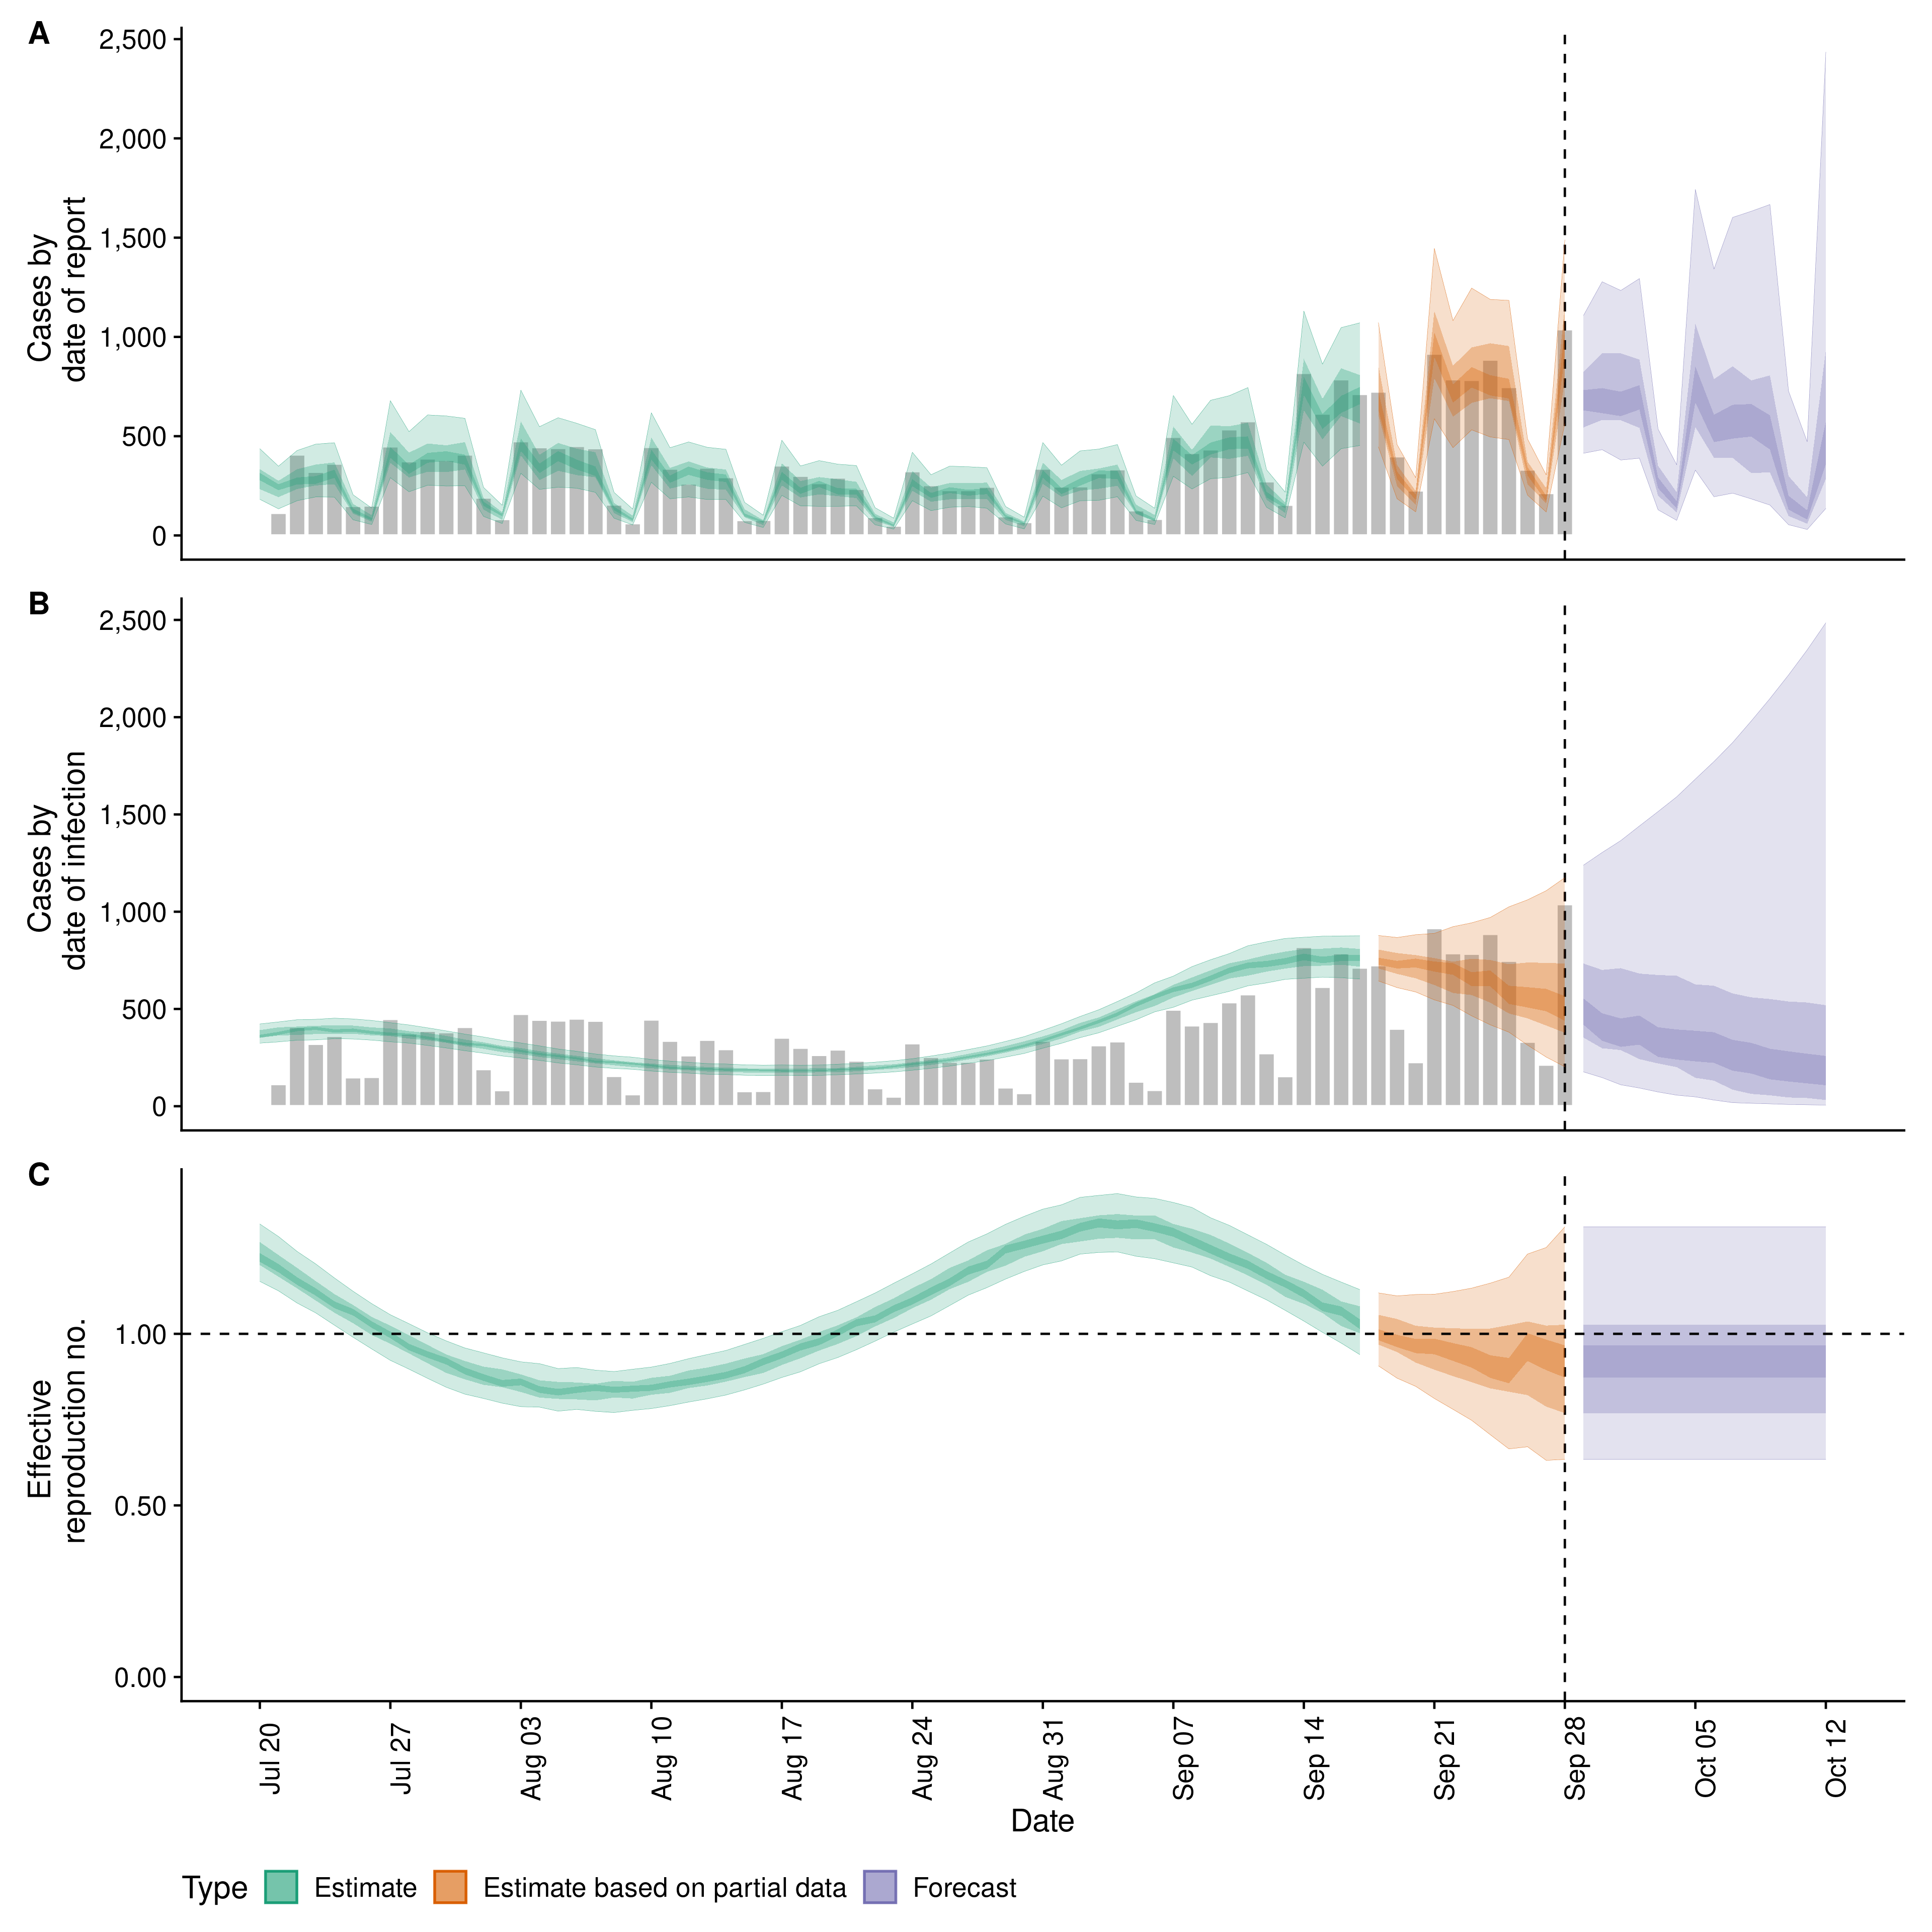 A
2,500
2,000
1,500
1,000
500
0
Cases by
date of report
B
2,500
2,000
1,500
1,000
500
0
Cases by
date of infection
C
1.00
0.50
0.00
Effective
reproduction no.
Jul 20
Jul 27
Aug 03
Aug 10
Aug 17
Aug 24
Aug 31
Sep 07
Sep 14
Sep 21
Sep 28
Oct 05
Oct 12
Date
Type
Estimate
Estimate based on partial data
Forecast